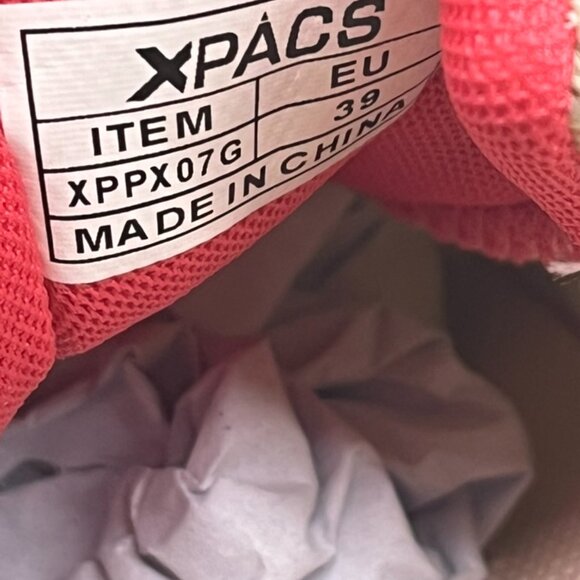 XPACS
ITEM EU
XPPX07G 39
MADE IN CHINA